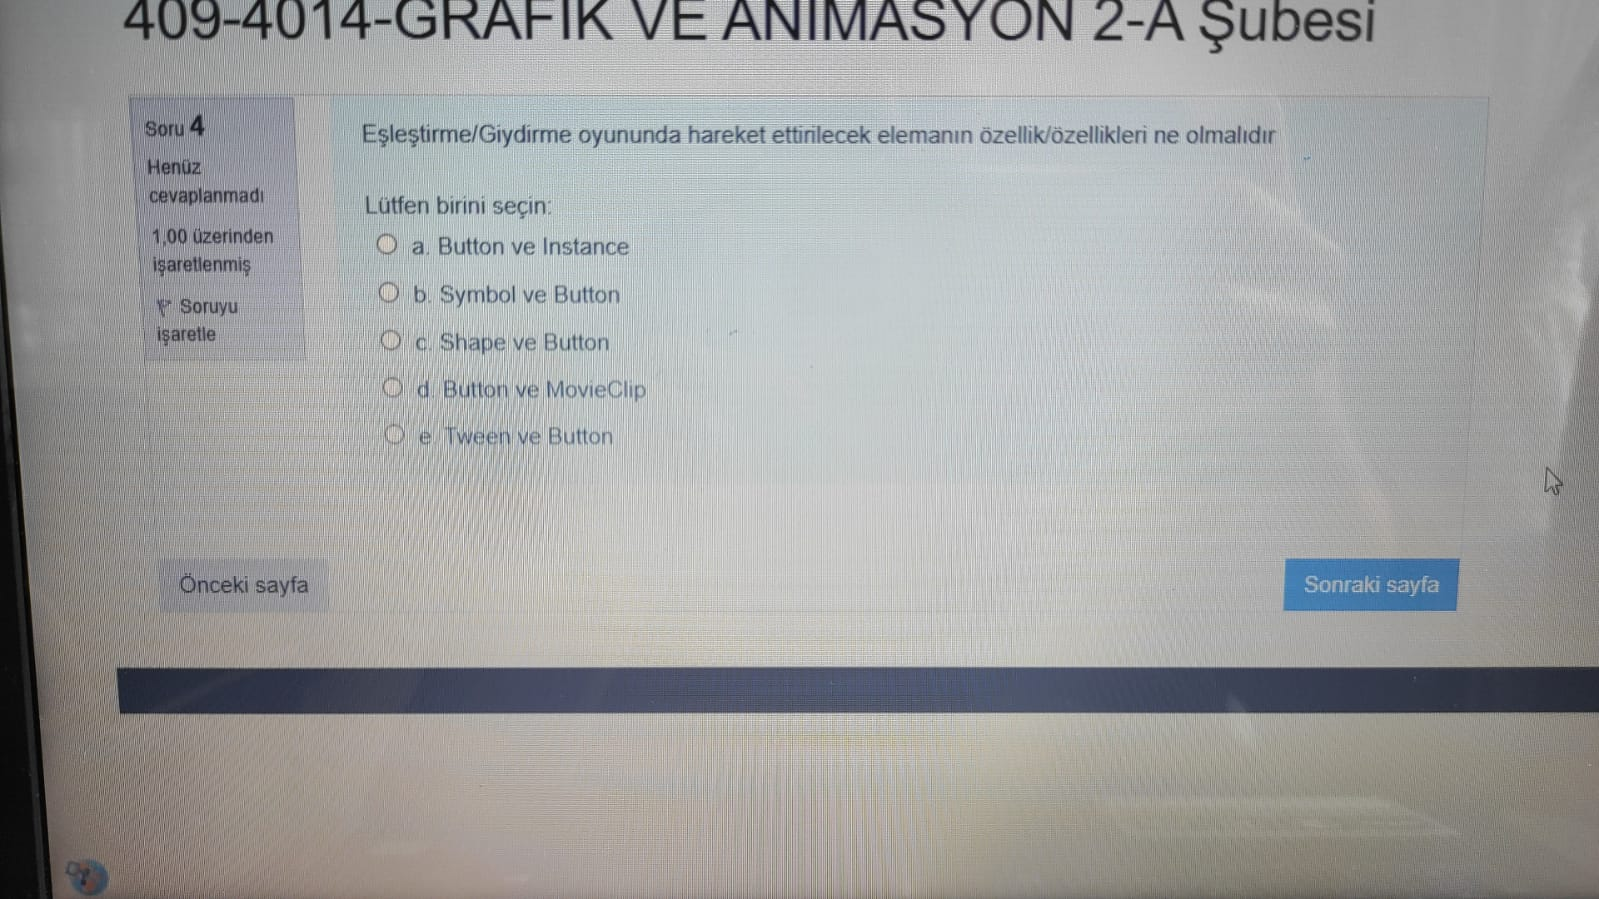 409-4014-GRAFİK VE ANİMASYON 2-A Şubesi
Soru 4
Henüz
cevaplanmadı
1,00 üzerinden
işaretlenmiş
Soruyu
işaretle
Eşleştirme/Giydirme oyununda hareket ettirilecek elemanın özellik/özellikleri ne olmalıdır
Lütfen birini seçin:
a. Button ve Instance
b. Symbol ve Button
c. Shape ve Button
d. Button ve MovieClip
e. Tween ve Button
Önceki sayfa
Sonraki sayfa